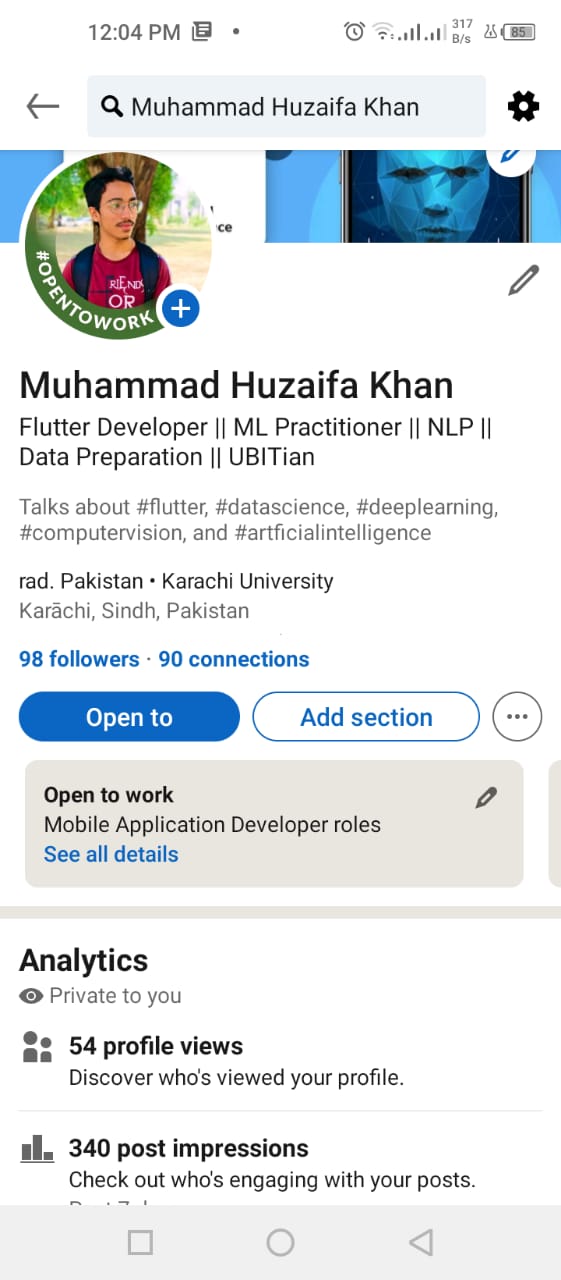 12:04 PM
317
B/s
85
Muhammad Huzaifa Khan
ce
RIEND
OR
#OPENTOWORK
Muhammad Huzaifa Khan
Flutter Developer || ML Practitioner || NLP ||
Data Preparation || UBITian
Talks about #flutter, #datascience, #deeplearning,
#computervision, and #artficialintelligence
rad. Pakistan • Karachi University
Karāchi, Sindh, Pakistan
98 followers · 90 connections
Open to
Add section
Open to work
Mobile Application Developer roles
See all details
Analytics
Private to you
54 profile views
Discover who's viewed your profile.
340 post impressions
Check out who's engaging with your posts.